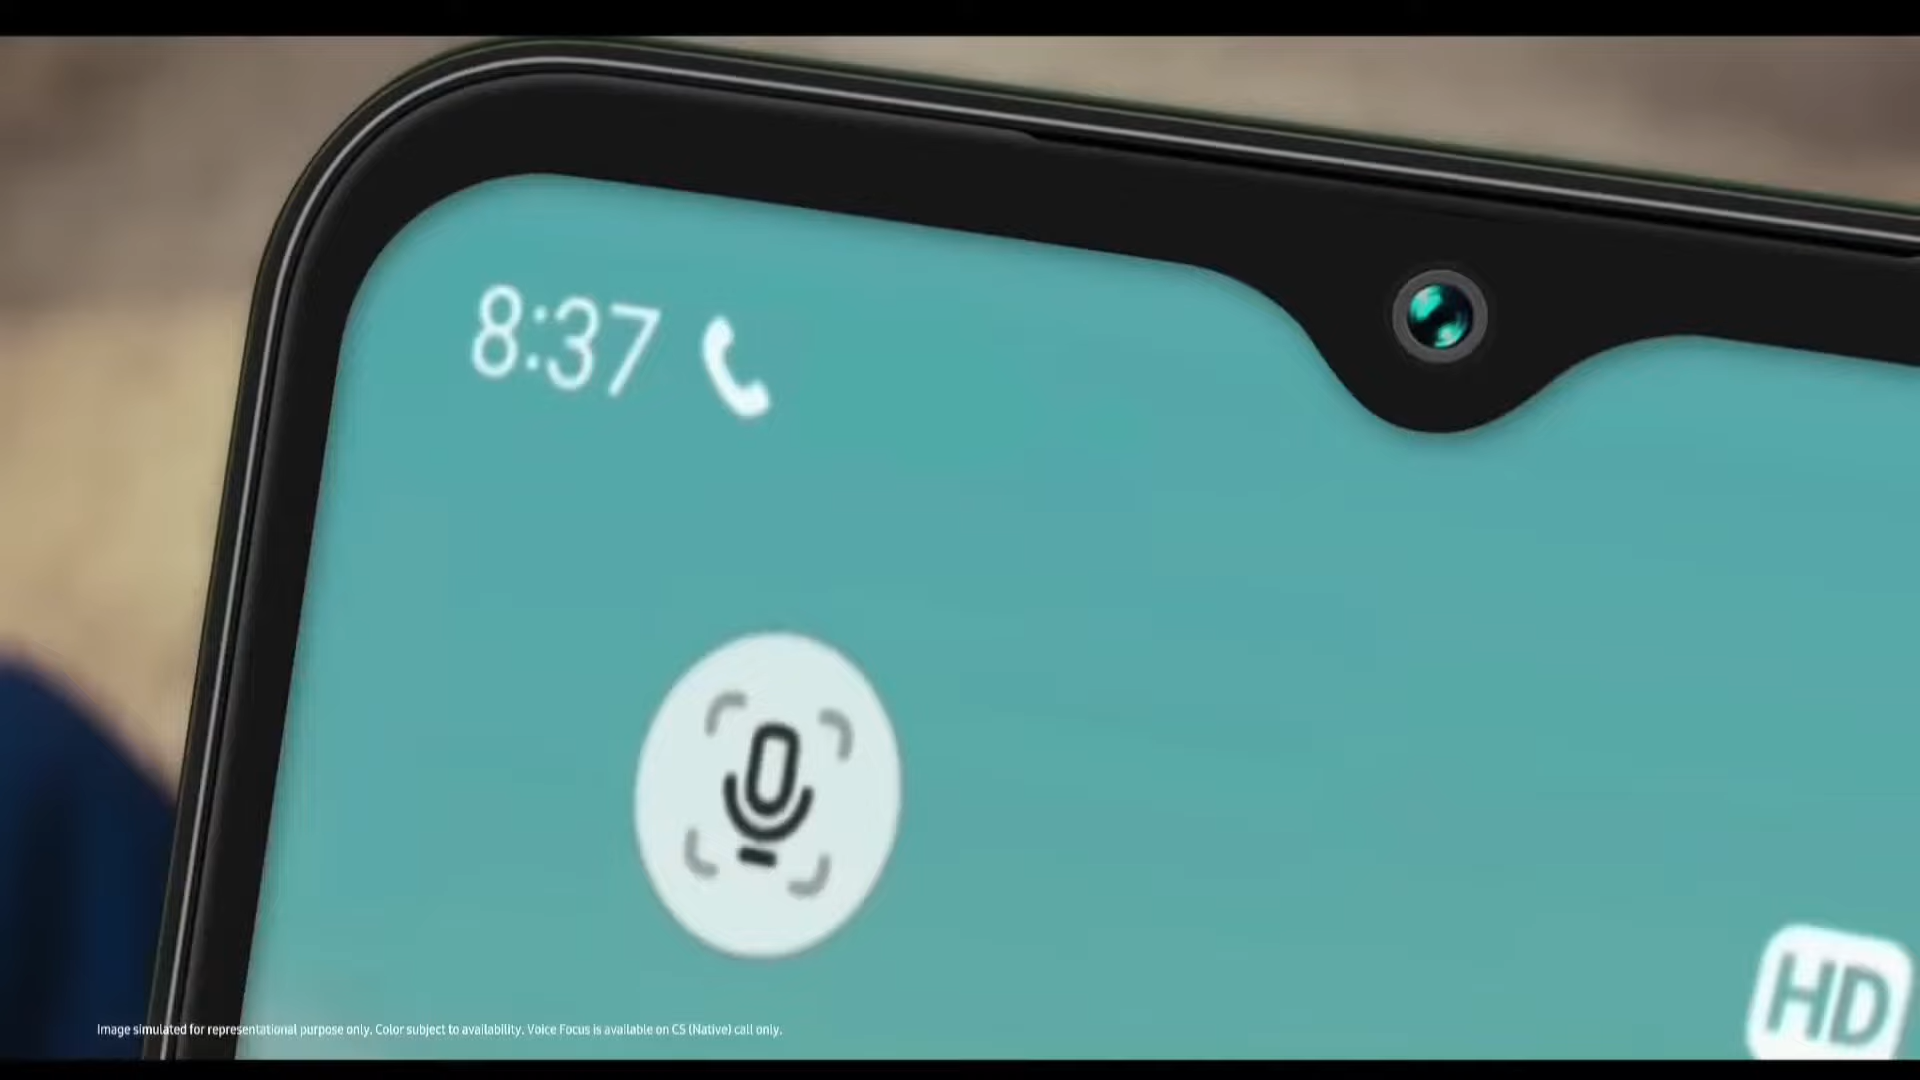 8:37
HD
Image simulated for representational purpose only. Color subject to availability. Voice Focus is available on CS (Native) call only.